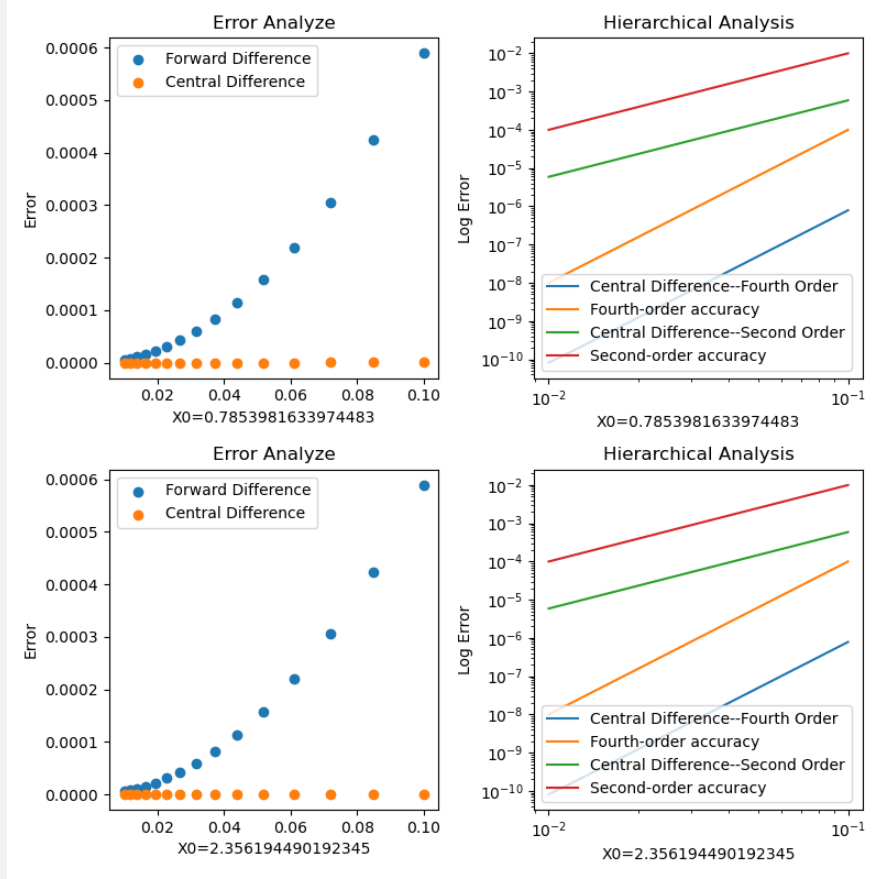 Error Analyze
0.0006
0.0005
0.0004
0.0003
0.0002
0.0001
0.0000
Error
Forward Difference
Central Difference
0.02 0.04 0.06 0.08 0.10
X0=0.7853981633974483
Hierarchical Analysis
10⁻²
10⁻³
10⁻⁴
10⁻⁵
10⁻⁶
10⁻⁷
10⁻⁸
10⁻⁹
10⁻¹⁰
Log Error
Central Difference--Fourth Order
Fourth-order accuracy
Central Difference--Second Order
Second-order accuracy
10⁻² 10⁻¹
X0=0.7853981633974483
Error Analyze
0.0006
0.0005
0.0004
0.0003
0.0002
0.0001
0.0000
Error
Forward Difference
Central Difference
0.02 0.04 0.06 0.08 0.10
X0=2.356194490192345
Hierarchical Analysis
10⁻²
10⁻³
10⁻⁴
10⁻⁵
10⁻⁶
10⁻⁷
10⁻⁸
10⁻⁹
10⁻¹⁰
Log Error
Central Difference--Fourth Order
Fourth-order accuracy
Central Difference--Second Order
Second-order accuracy
10⁻² 10⁻¹
X0=2.356194490192345